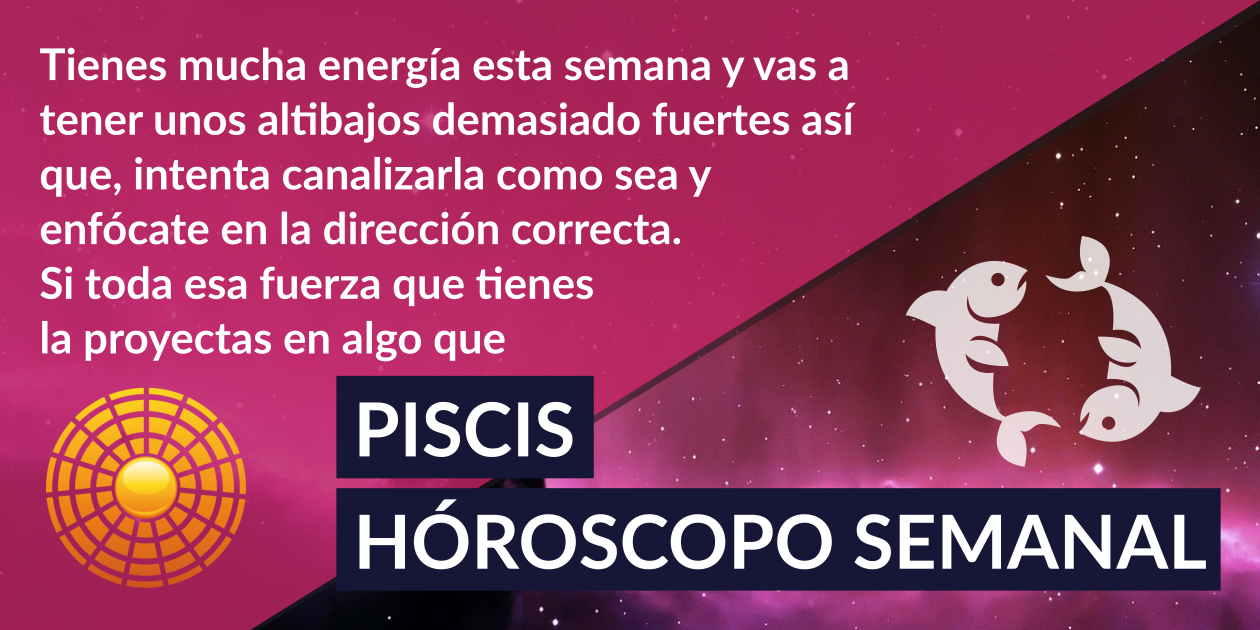 Tienes mucha energía esta semana y vas a
tener unos altibajos demasiado fuertes así
que, intenta canalizarla como sea y
enfócate en la dirección correcta.
Si toda esa fuerza que tienes
la proyectas en algo que
PISCIS
HÓROSCOPO SEMANAL